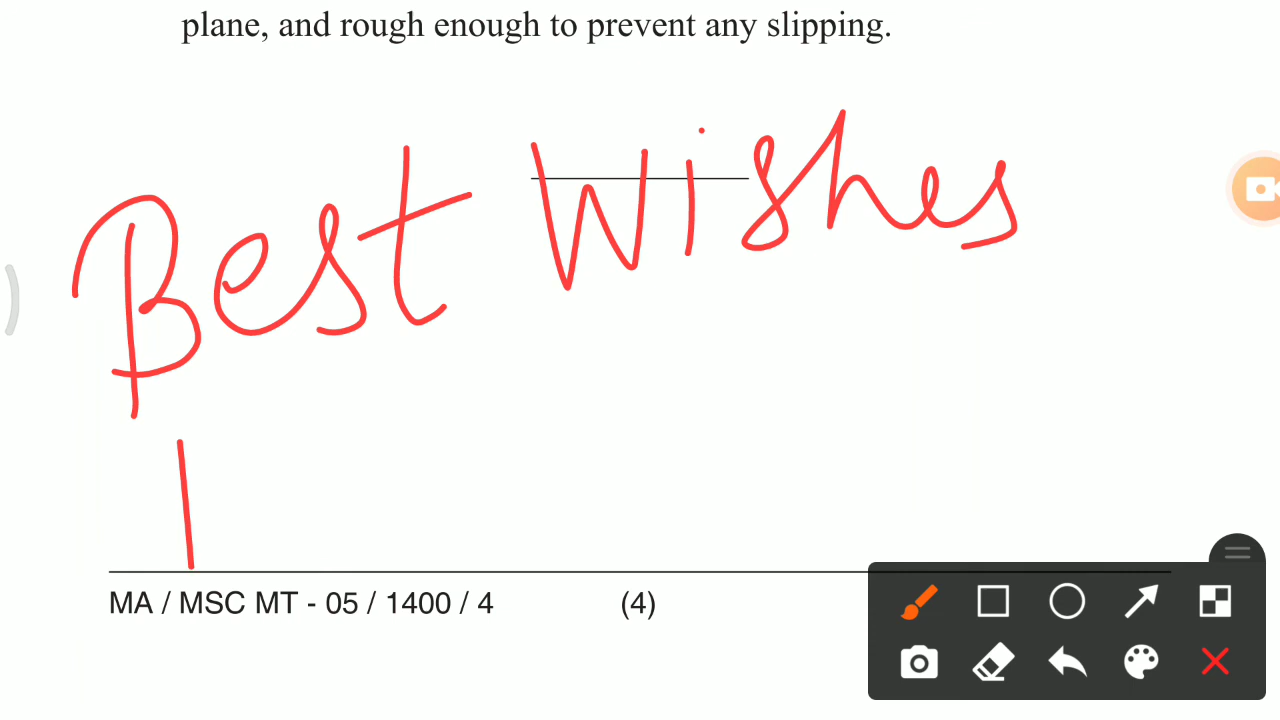 plane, and rough enough to prevent any slipping.
Best Wishes
MA / MSC MT - 05 / 1400 / 4 (4)